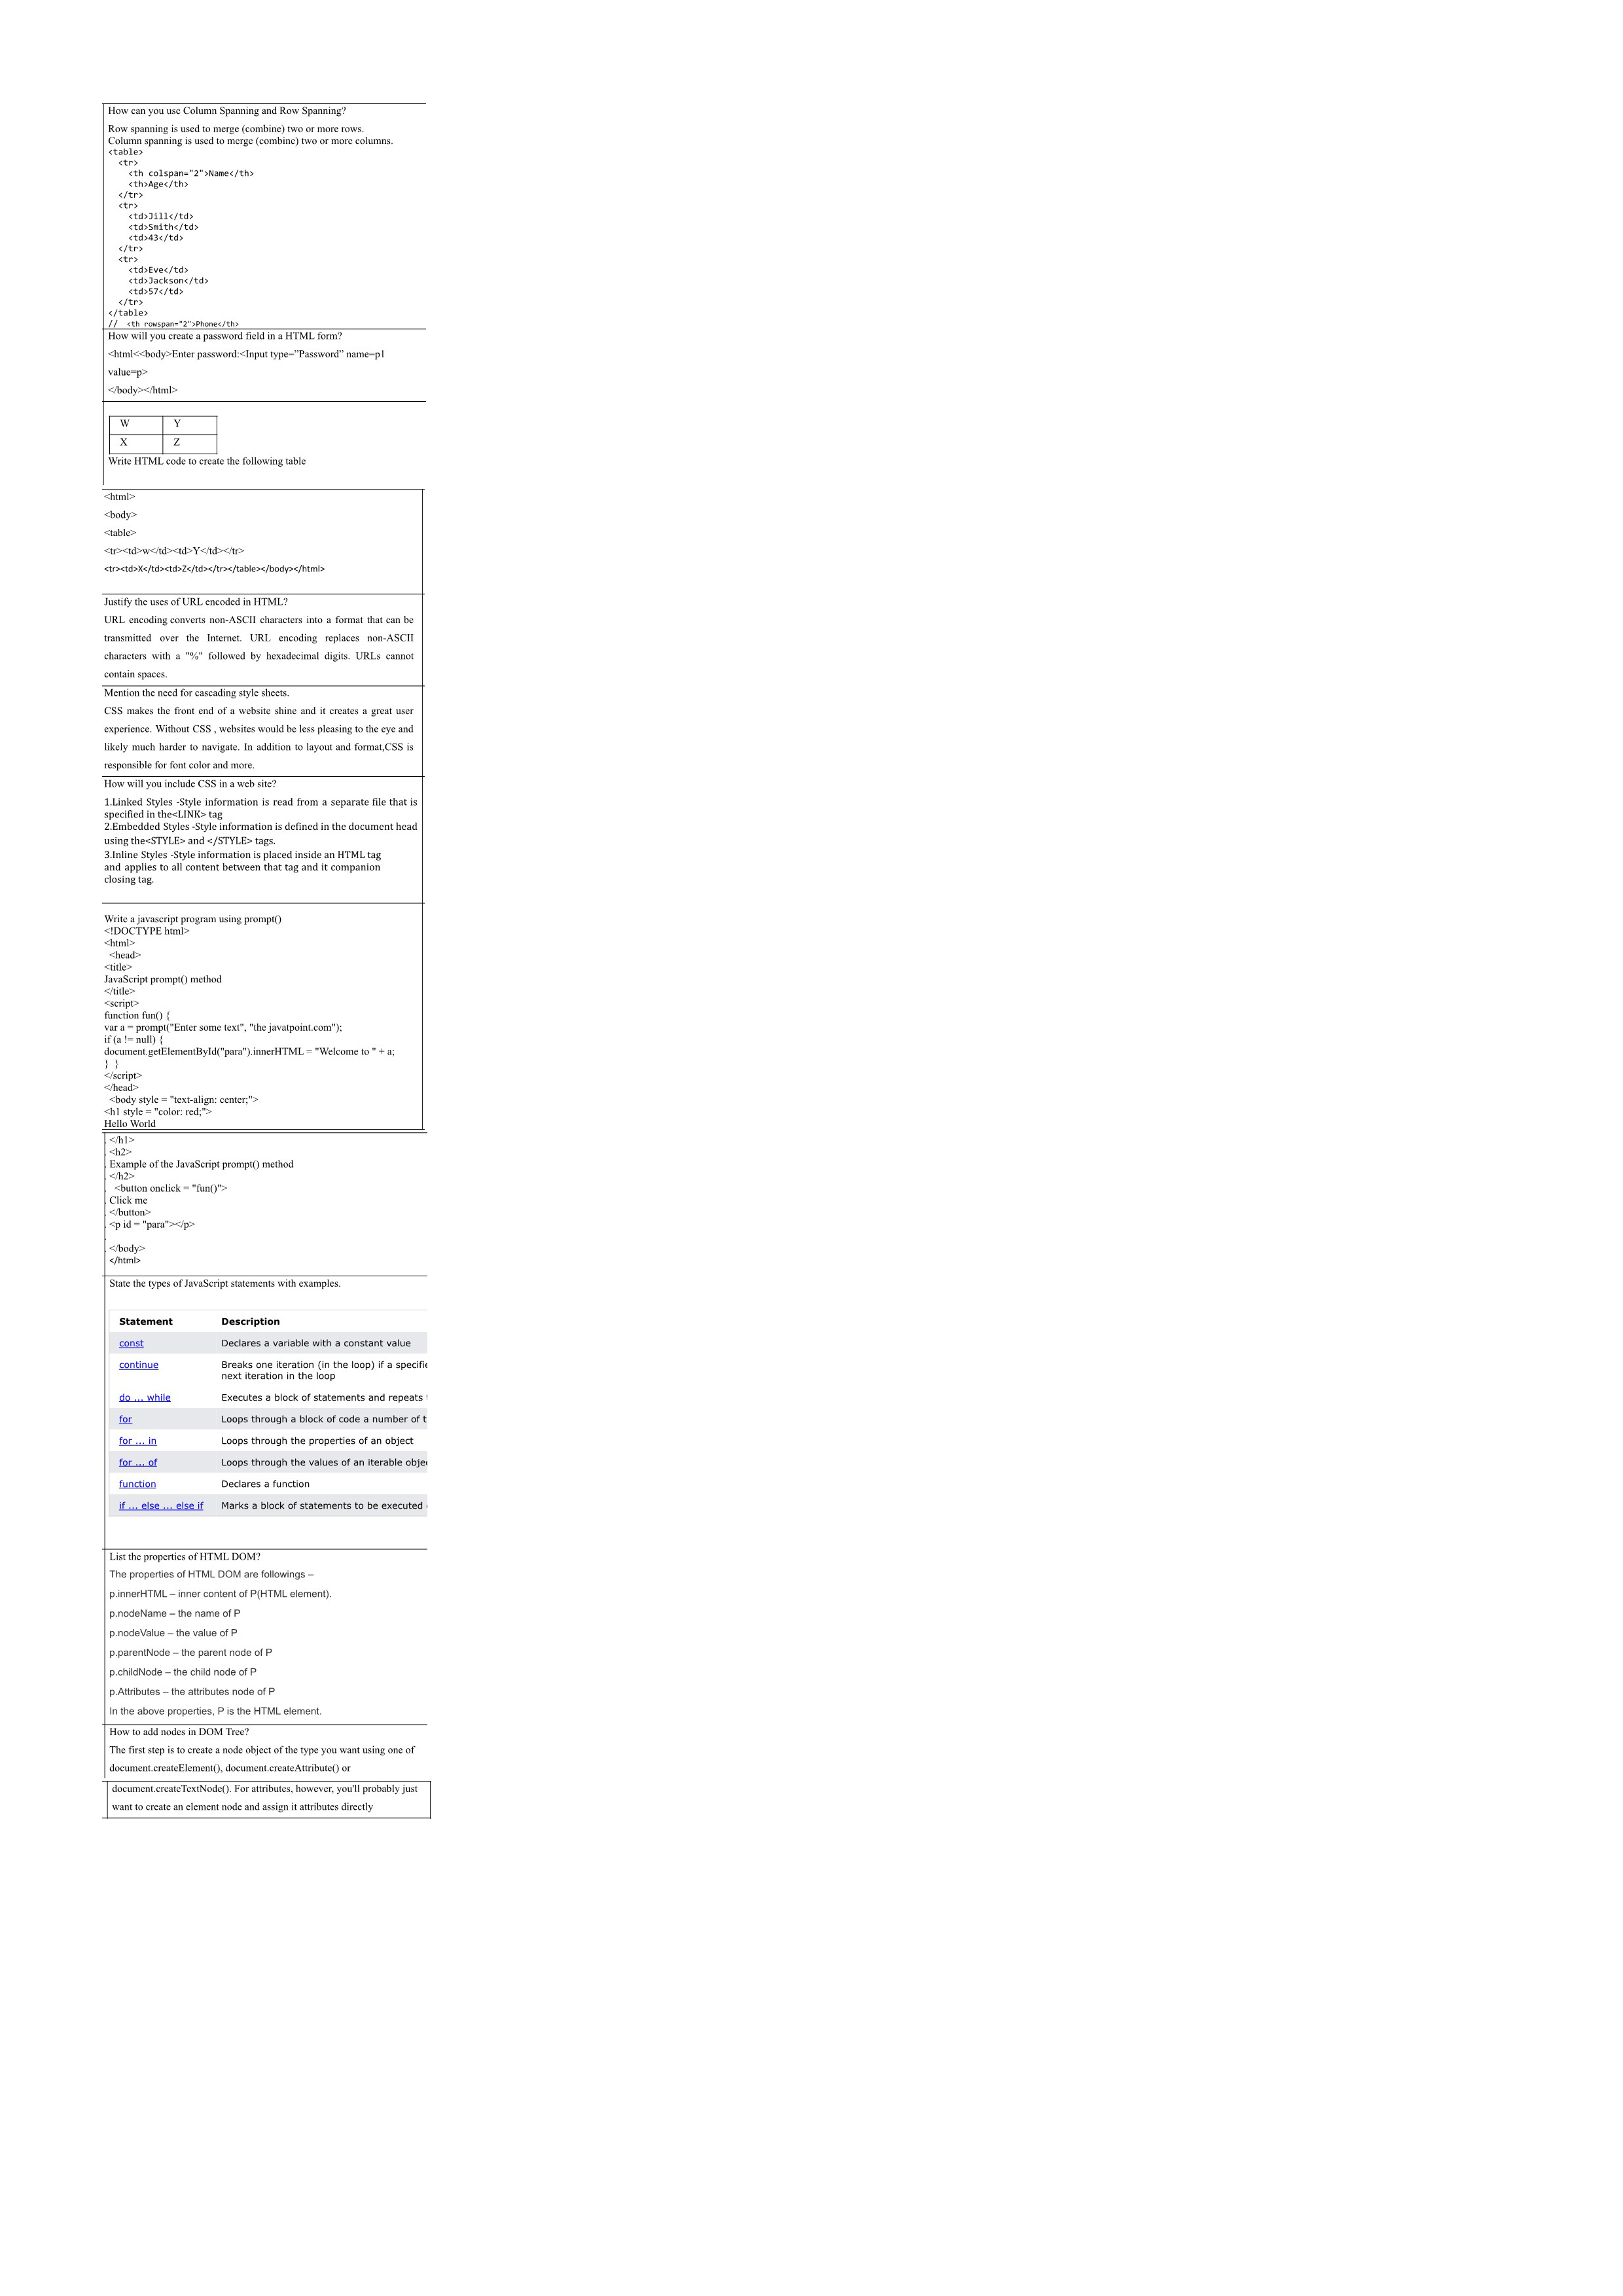 How can you use Column Spanning and Row Spanning?
Row spanning is used to merge (combine) two or more rows.
Column spanning is used to merge (combine) two or more columns.
<table>
  <tr>
    <th colspan="2">Name</th>
    <th>Age</th>
  </tr>
  <tr>
    <td>Jill</td>
    <td>Smith</td>
    <td>43</td>
  </tr>
  <tr>
    <td>Eve</td>
    <td>Jackson</td>
    <td>57</td>
  </tr>
</table>
//  <th rowspan="2">Phone</th>
How will you create a password field in a HTML form?
<html<<body>Enter password:<Input type=”Password” name=p1
value=p>
</body></html>
W Y
X Z
Write HTML code to create the following table
<html>
<body>
<table>
<tr><td>w</td><td>Y</td></tr>
<tr><td>X</td><td>Z</td></tr></table></body></html>
Justify the uses of URL encoded in HTML?
URL encoding converts non-ASCII characters into a format that can be
transmitted over the Internet. URL encoding replaces non-ASCII
characters with a "%" followed by hexadecimal digits. URLs cannot
contain spaces.
Mention the need for cascading style sheets.
CSS makes the front end of a website shine and it creates a great user
experience. Without CSS , websites would be less pleasing to the eye and
likely much harder to navigate. In addition to layout and format,CSS is
responsible for font color and more.
How will you include CSS in a web site?
1.Linked Styles -Style information is read from a separate file that is
specified in the<LINK> tag
2.Embedded Styles -Style information is defined in the document head
using the<STYLE> and </STYLE> tags.
3.Inline Styles -Style information is placed inside an HTML tag
and applies to all content between that tag and it companion
closing tag.
Write a javascript program using prompt()
<!DOCTYPE html>
<html>
  <head>
<title>
JavaScript prompt() method
</title>
<script>
function fun() {
var a = prompt("Enter some text", "the javatpoint.com");
if (a != null) {
document.getElementById("para").innerHTML = "Welcome to " + a;
}  }
</script>
</head>
  <body style = "text-align: center;">
<h1 style = "color: red;">
Hello World
</h1>
<h2>
Example of the JavaScript prompt() method
</h2>
  <button onclick = "fun()">
Click me
</button>
<p id = "para"></p>
</body>
</html>
State the types of JavaScript statements with examples.
Statement Description
const Declares a variable with a constant value
continue Breaks one iteration (in the loop) if a
next iteration in the loop
do ... while Executes a block of statements and repeats
for Loops through a block of code a number of
for ... in Loops through the properties of an object
for ... of Loops through the values of an iterable
function Declares a function
if ... else ... else if Marks a block of statements to be executed
List the properties of HTML DOM?
The properties of HTML DOM are followings –
p.innerHTML – inner content of P(HTML element).
p.nodeName – the name of P
p.nodeValue – the value of P
p.parentNode – the parent node of P
p.childNode – the child node of P
p.Attributes – the attributes node of P
In the above properties, P is the HTML element.
How to add nodes in DOM Tree?
The first step is to create a node object of the type you want using one of
document.createElement(), document.createAttribute() or
document.createTextNode(). For attributes, however, you'll probably just
want to create an element node and assign it attributes directly